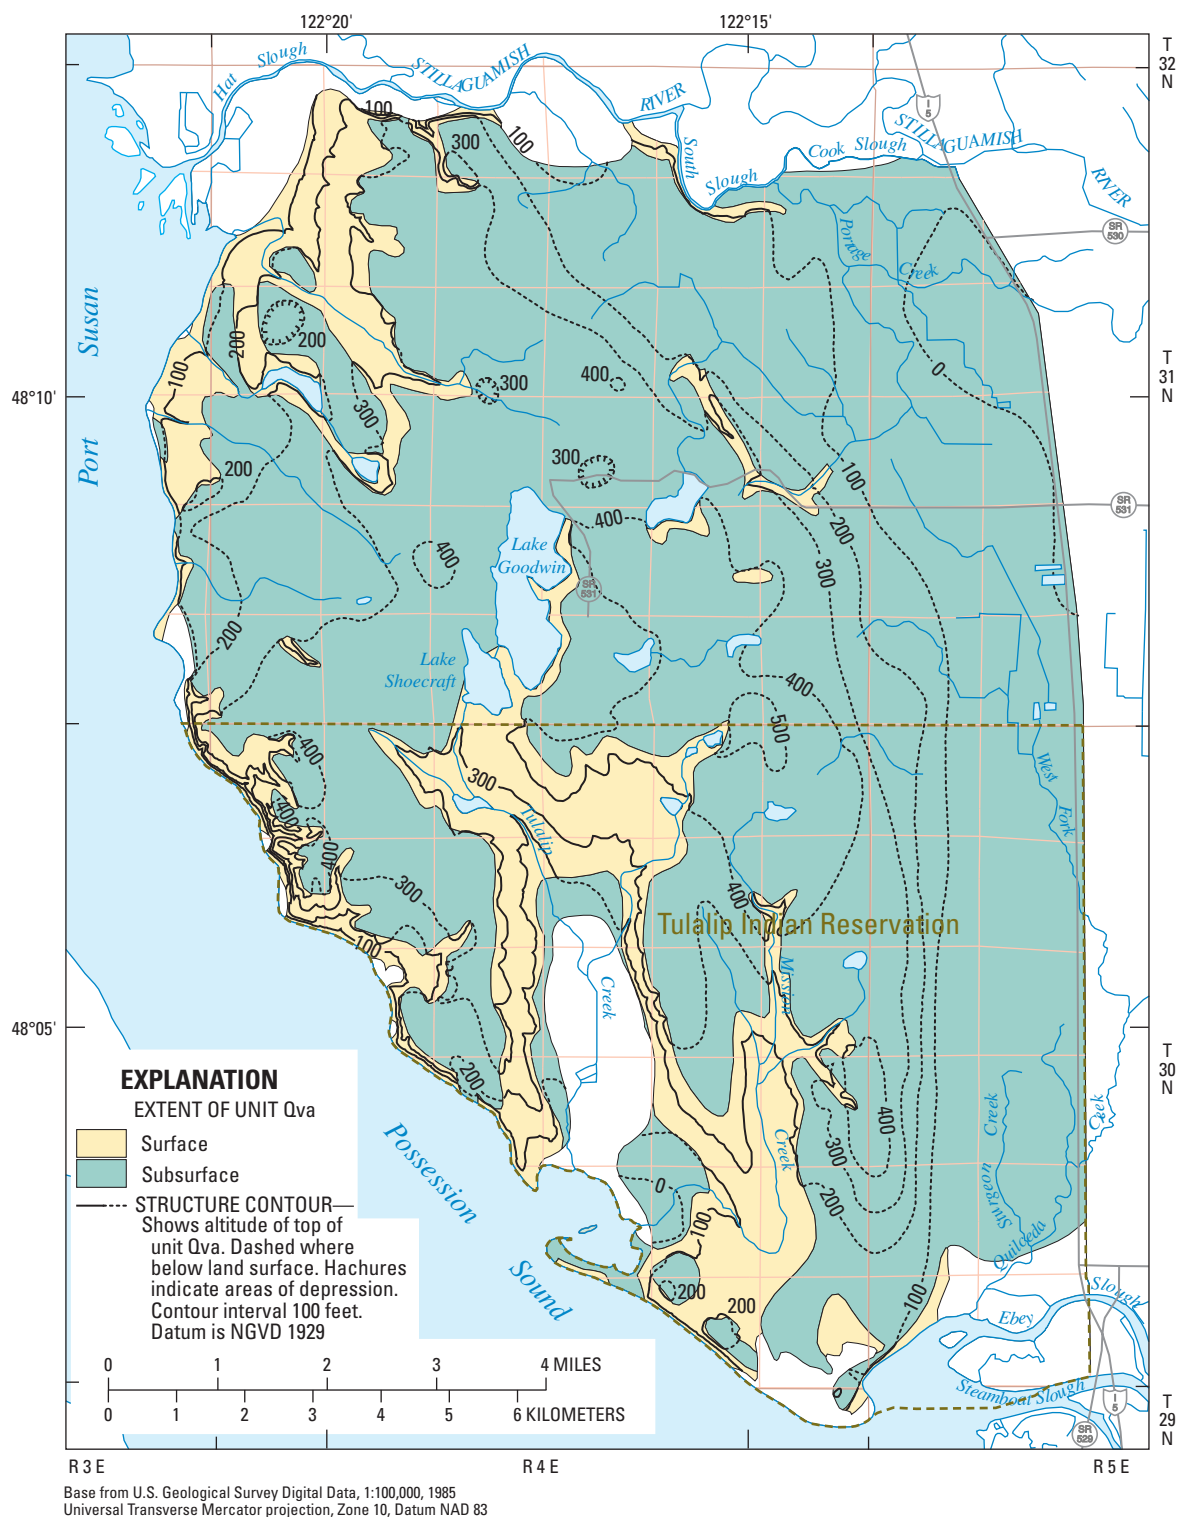 122°20'
122°15'
T
32
N
Hat
Slough
STILLAGUAMISH
RIVER
I
5
STILLAGUAMISH
RIVER
Cook Slough
South
Slough
100
300
100
SR
530
Portage
Creek
0
Port Susan
200
200
100
300
300
400
48°10'
T
31
N
300
200
100
400
200
300
SR
531
400
Lake
Goodwin
SR
531
200
Lake
Shoecraft
400
500
400
400
400
300
Tulalip
300
400
West
Fork
Tulalip Indian Reservation
100
Mission
Creek
48°05'
T
30
N
200
400
300
200
Creek
Creek
Creek
Sturgeon
Quilceda
0
100
200
200
100
0
Possession
Sound
Ebey
Slough
Steamboat Slough
I
5
SR
529
T
29
N
EXPLANATION
EXTENT OF UNIT Qva
Surface
Subsurface
STRUCTURE CONTOUR—
Shows altitude of top of
unit Qva. Dashed where
below land surface. Hachures
indicate areas of depression.
Contour interval 100 feet.
Datum is NGVD 1929
0 1 2 3 4 MILES
0 1 2 3 4 5 6 KILOMETERS
R 3 E
R 4 E
R 5 E
Base from U.S. Geological Survey Digital Data, 1:100,000, 1985
Universal Transverse Mercator projection, Zone 10, Datum NAD 83